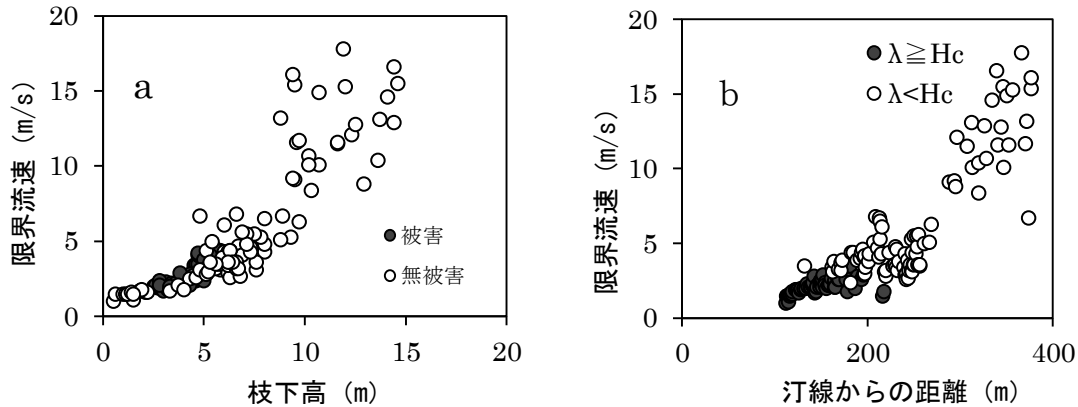 20
15
10
5
0
限界流速 (m/s)
a
被害
無被害
0 5 10 15 20
枝下高 (m)
20
15
10
5
0
限界流速 (m/s)
b
λ≧Hc
λ<Hc
0 200 400
汀線からの距離 (m)